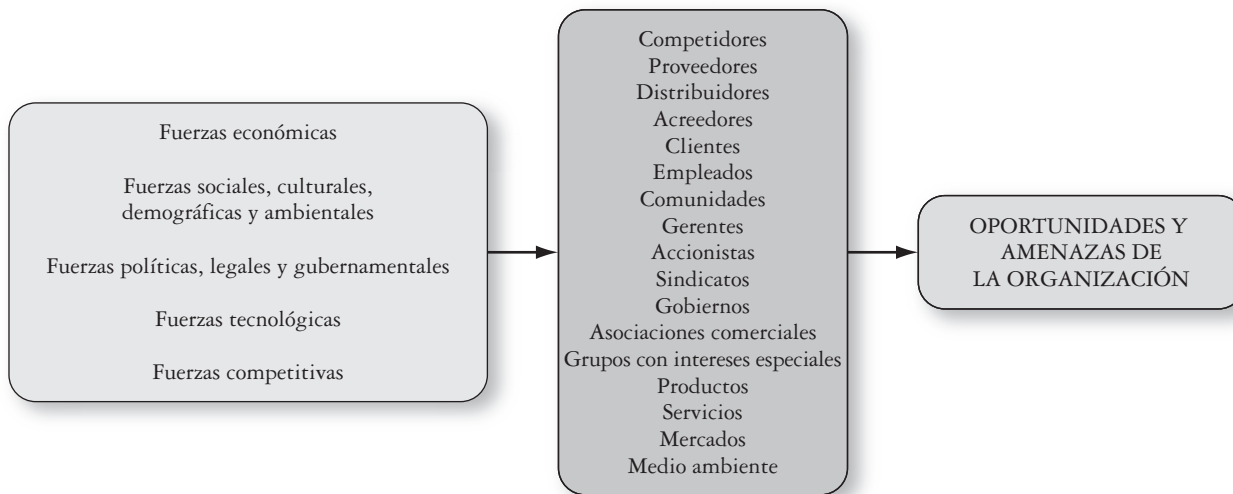 Fuerzas económicas
Fuerzas sociales, culturales,
demográficas y ambientales
Fuerzas políticas, legales y gubernamentales
Fuerzas tecnológicas
Fuerzas competitivas
Competidores
Proveedores
Distribuidores
Acreedores
Clientes
Empleados
Comunidades
Gerentes
Accionistas
Sindicatos
Gobiernos
Asociaciones comerciales
Grupos con intereses especiales
Productos
Servicios
Mercados
Medio ambiente
OPORTUNIDADES Y
AMENAZAS DE
LA ORGANIZACIÓN